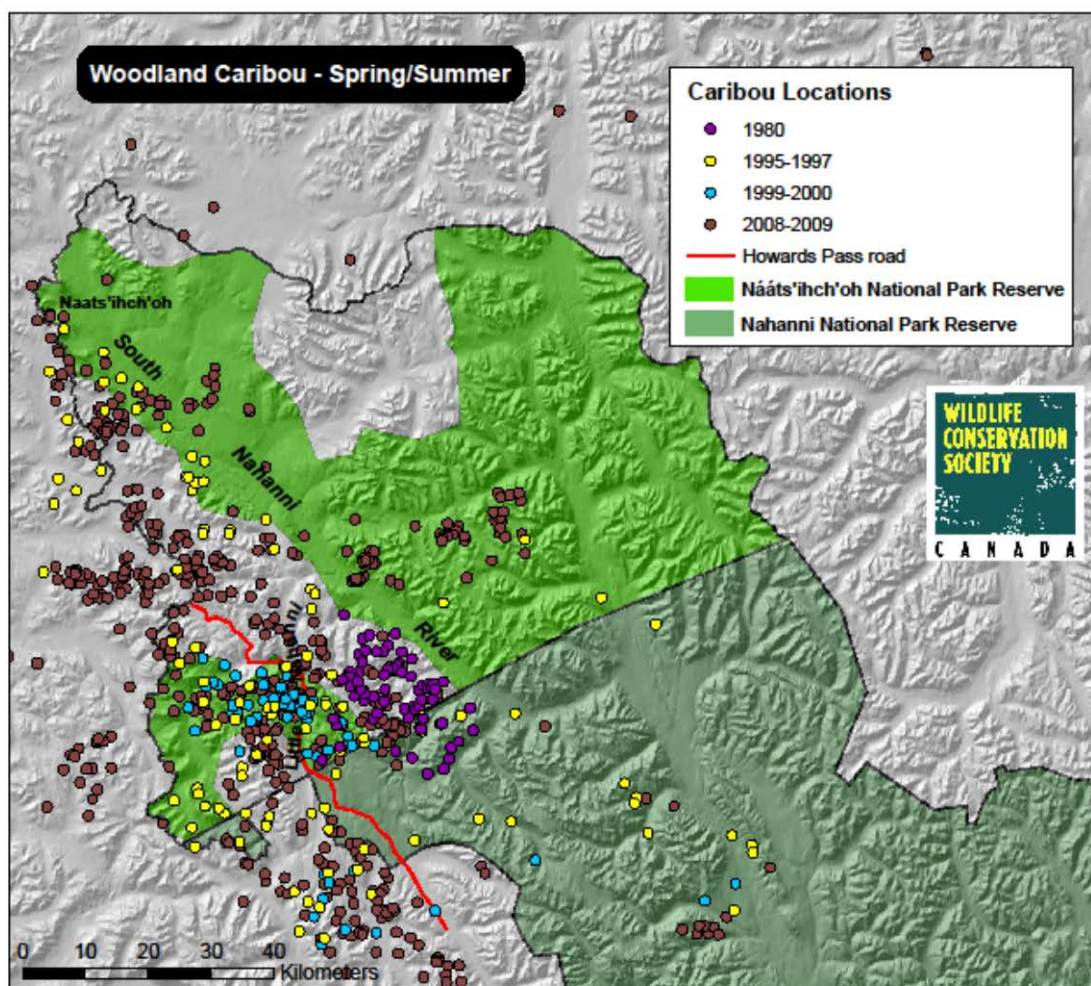 Woodland Caribou - Spring/Summer
Caribou Locations
1980
1995-1997
1999-2000
2008-2009
Howards Pass road
Nááts'ihch'oh National Park Reserve
Nahanni National Park Reserve
Naats'ihch'oh
South
Nahanni
River
WILDLIFE
CONSERVATION
SOCIETY
CANADA
0 10 20 30 40
Kilometers